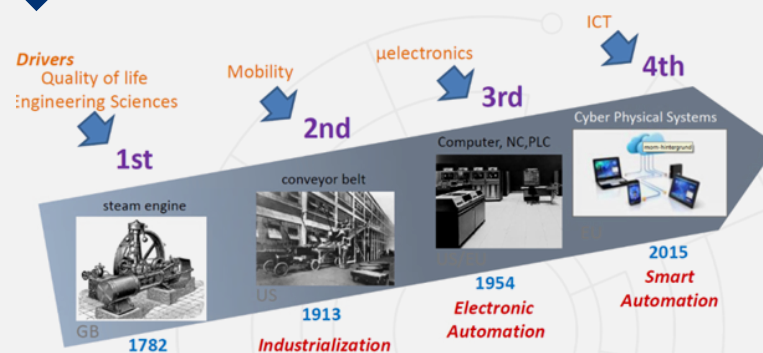 Drivers
Quality of life
Engineering Sciences
1st
steam engine
GB
1782
Mobility
2nd
conveyor belt
US
1913
Industrialization
µelectronics
3rd
Computer, NC,PLC
1954
Electronic
Automation
ICT
4th
Cyber Physical Systems
2015
Smart
Automation